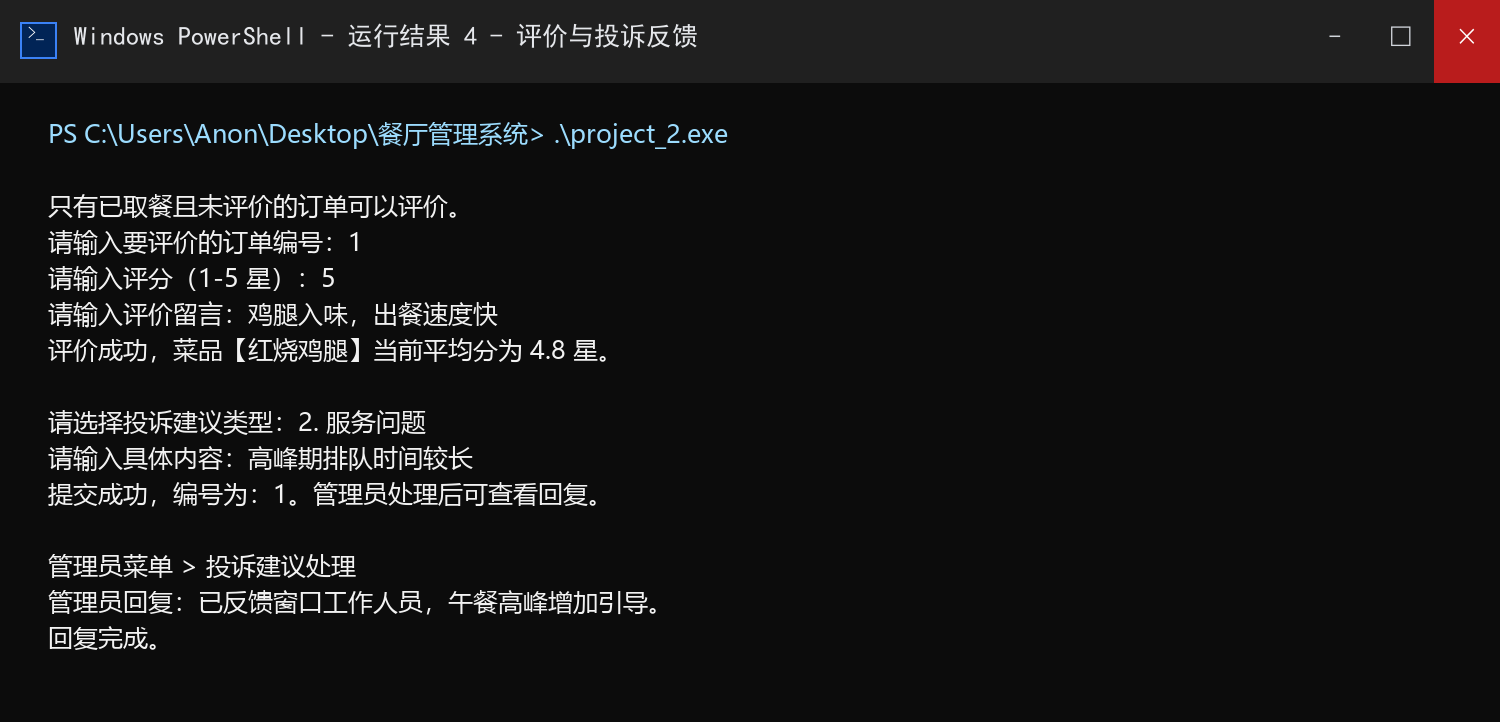 Windows PowerShell - 运行结果 4 - 评价与投诉反馈
PS C:\Users\Anon\Desktop\餐厅管理系统> .\project_2.exe
只有已取餐且未评价的订单可以评价。
请输入要评价的订单编号：1
请输入评分（1-5 星）：5
请输入评价留言：鸡腿入味，出餐速度快
评价成功，菜品【红烧鸡腿】当前平均分为 4.8 星。
请选择投诉建议类型：2. 服务问题
请输入具体内容：高峰期排队时间较长
提交成功，编号为：1。管理员处理后可查看回复。
管理员菜单 > 投诉建议处理
管理员回复：已反馈窗口工作人员，午餐高峰增加引导。
回复完成。